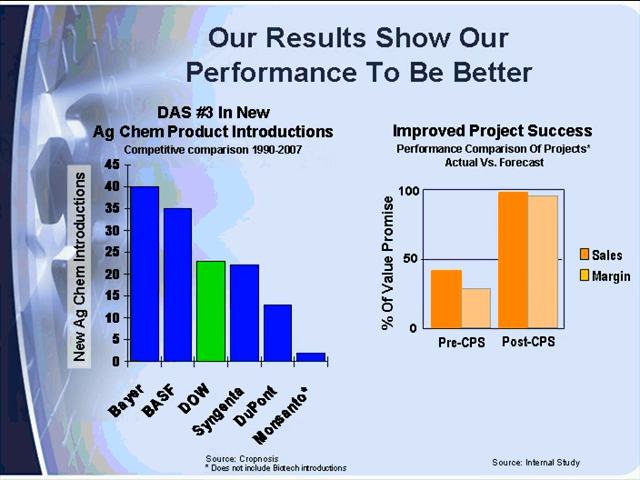 Our Results Show Our
Performance To Be Better
DAS #3 In New
Ag Chem Product Introductions
Competitive comparison 1990-2007
New Ag Chem Introductions
45
40
35
30
25
20
15
10
5
0
Bayer
BASF
DOW
Syngenta
DuPont
Monsanto*
Source: Cropnosis
* Does not include Biotech introductions
Improved Project Success
Performance Comparison Of Projects*
Actual Vs. Forecast
% Of Value Promise
100
50
0
Pre-CPS
Post-CPS
Sales
Margin
Source: Internal Study